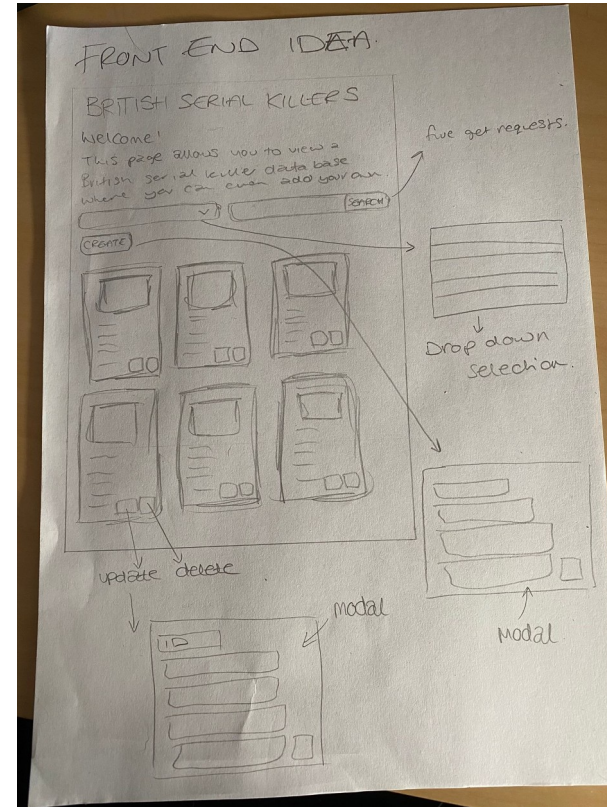 FRONT END IDEA.
BRITISH SERIAL KILLERS
Welcome!
This page allows you to view a
British serial killer data base
where you can even add your own
SEARCH
five get requests.
CREATE
Drop down
selection.
update delete
modal
ID
Modal